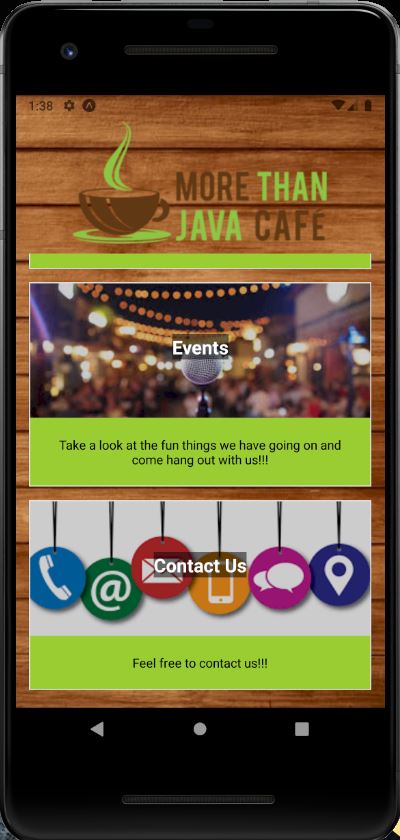 1:38
MORE THAN
JAVA CAFÉ
Events
Take a look at the fun things we have going on and
come hang out with us!!!
@
Contact Us
Feel free to contact us!!!